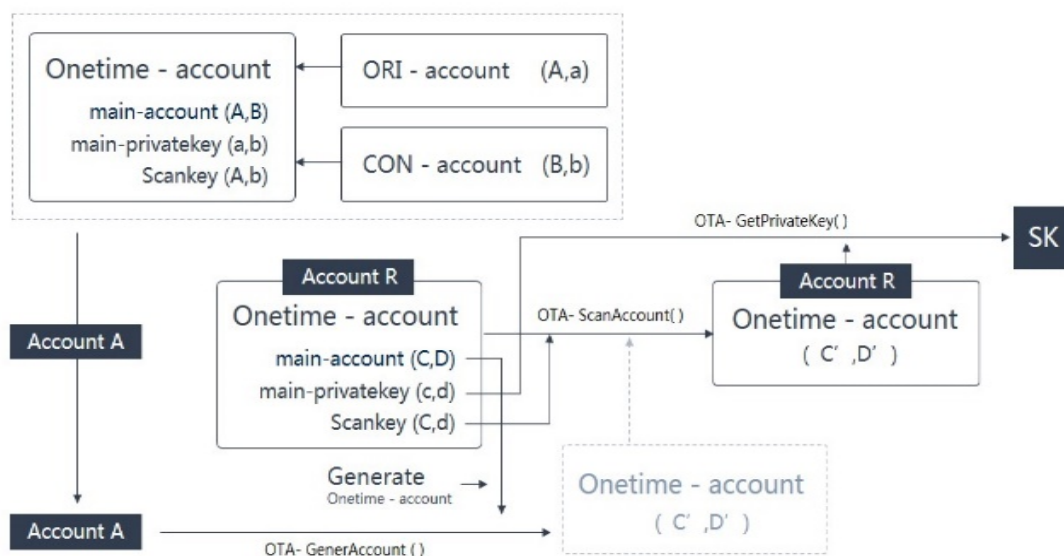 Onetime - account
main-account (A,B)
main-privatekey (a,b)
Scankey (A,b)
ORI - account (A,a)
CON - account (B,b)
OTA- GetPrivateKey( )
SK
Account R
Account R
Onetime - account
main-account (C,D)
main-privatekey (c,d)
Scankey (C,d)
OTA- ScanAccount( )
Onetime - account
( C′ ,D′ )
Account A
Generate
Onetime - account
Onetime - account
( C′ ,D′ )
Account A
OTA- GenerAccount ( )